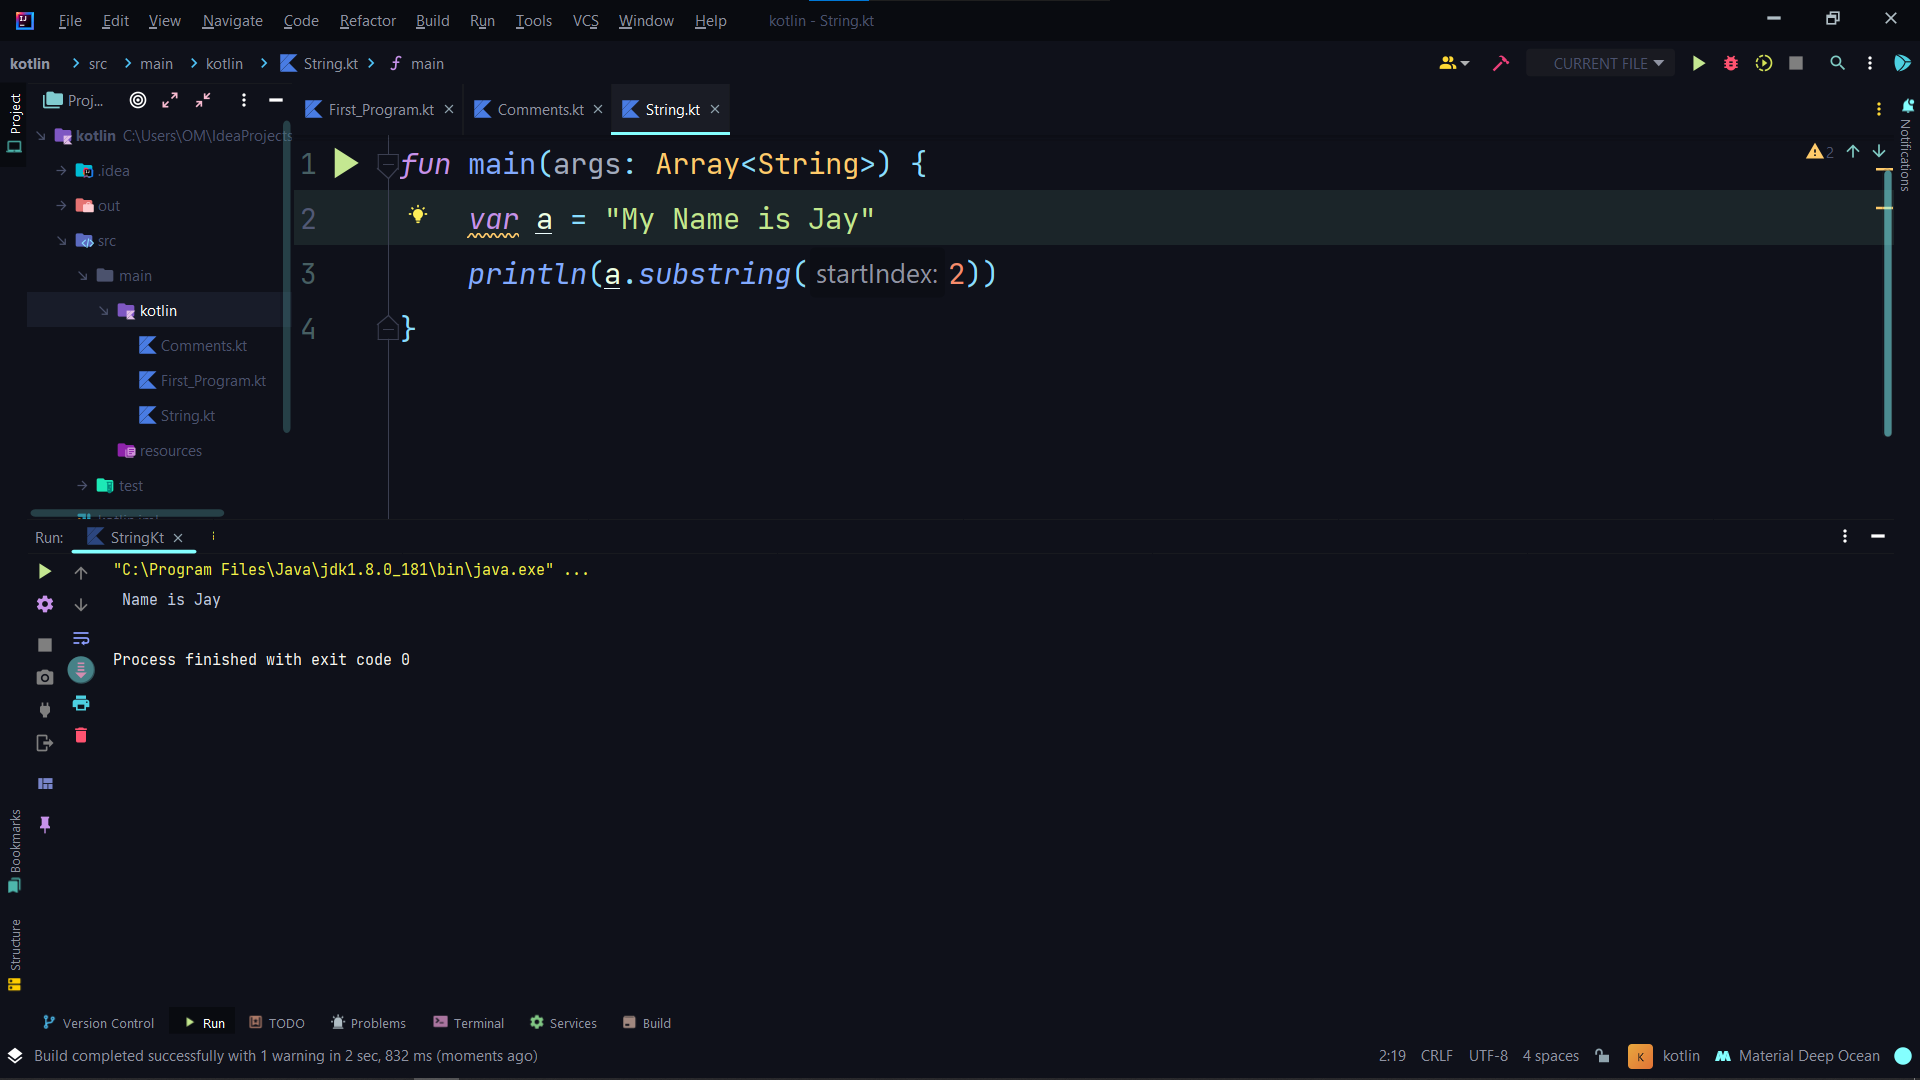 File Edit View Navigate Code Refactor Build Run Tools VCS Window Help kotlin - String.kt
kotlin src main kotlin String.kt main
CURRENT FILE
Project
Proj...
First_Program.kt
Comments.kt
String.kt
Notifications
kotlin C:\Users\OM\IdeaProjects
.idea
out
src
main
kotlin
Comments.kt
First_Program.kt
String.kt
resources
test
1 fun main(args: Array<String>) {
2 var a = "My Name is Jay"
3 println(a.substring( startIndex: 2))
4 }
2
Run: StringKt
"C:\Program Files\Java\jdk1.8.0_181\bin\java.exe" ...
Name is Jay
Process finished with exit code 0
Bookmarks
Structure
Version Control Run TODO Problems Terminal Services Build
Build completed successfully with 1 warning in 2 sec, 832 ms (moments ago)
2:19 CRLF UTF-8 4 spaces K kotlin Material Deep Ocean